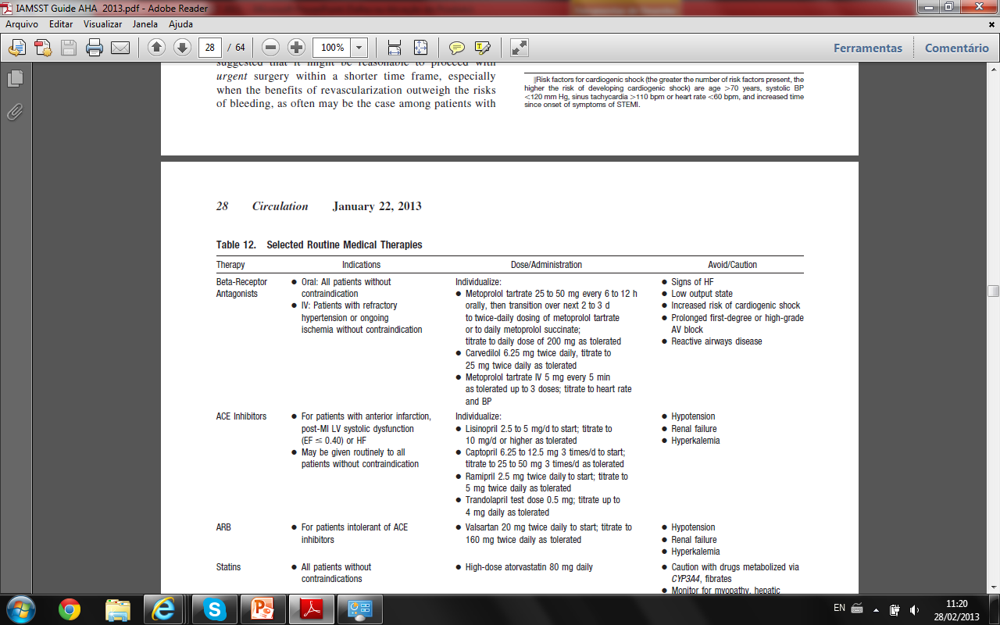 IAMSST Guide AHA 2013.pdf - Adobe Reader
Arquivo Editar Visualizar Janela Ajuda
28 / 64 100% Ferramentas Comentário
suggested that it might be reasonable to proceed with
urgent surgery within a shorter time frame, especially
when the benefits of revascularization outweigh the risks
of bleeding, as often may be the case among patients with
||Risk factors for cardiogenic shock (the greater the number of risk factors present, the
higher the risk of developing cardiogenic shock) are age >70 years, systolic BP
<120 mm Hg, sinus tachycardia >110 bpm or heart rate <60 bpm, and increased time
since onset of symptoms of STEMI.
28 Circulation January 22, 2013
Table 12. Selected Routine Medical Therapies
Therapy Indications Dose/Administration Avoid/Caution
Beta-Receptor
Antagonists
● Oral: All patients without
contraindication
● IV: Patients with refractory
hypertension or ongoing
ischemia without contraindication
Individualize:
● Metoprolol tartrate 25 to 50 mg every 6 to 12 h
orally, then transition over next 2 to 3 d
to twice-daily dosing of metoprolol tartrate
or to daily metoprolol succinate;
titrate to daily dose of 200 mg as tolerated
● Carvedilol 6.25 mg twice daily, titrate to
25 mg twice daily as tolerated
● Metoprolol tartrate IV 5 mg every 5 min
as tolerated up to 3 doses; titrate to heart rate
and BP
● Signs of HF
● Low output state
● Increased risk of cardiogenic shock
● Prolonged first-degree or high-grade
AV block
● Reactive airways disease
ACE Inhibitors
● For patients with anterior infarction,
post-MI LV systolic dysfunction
(EF ≤ 0.40) or HF
● May be given routinely to all
patients without contraindication
Individualize:
● Lisinopril 2.5 to 5 mg/d to start; titrate to
10 mg/d or higher as tolerated
● Captopril 6.25 to 12.5 mg 3 times/d to start;
titrate to 25 to 50 mg 3 times/d as tolerated
● Ramipril 2.5 mg twice daily to start; titrate to
5 mg twice daily as tolerated
● Trandolapril test dose 0.5 mg; titrate up to
4 mg daily as tolerated
● Hypotension
● Renal failure
● Hyperkalemia
ARB
● For patients intolerant of ACE
inhibitors
● Valsartan 20 mg twice daily to start; titrate to
160 mg twice daily as tolerated
● Hypotension
● Renal failure
● Hyperkalemia
Statins
● All patients without
contraindications
● High-dose atorvastatin 80 mg daily
● Caution with drugs metabolized via
CYP3A4, fibrates
● Monitor for myopathy, hepatic
EN
11:20
28/02/2013